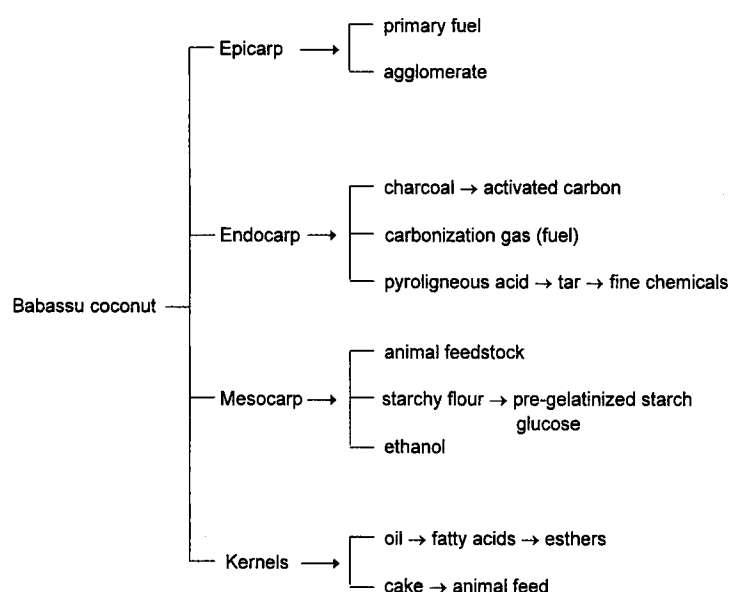 primary fuel
Epicarp →
agglomerate
charcoal → activated carbon
Endocarp → carbonization gas (fuel)
pyroligneous acid → tar → fine chemicals
Babassu coconut
animal feedstock
Mesocarp → starchy flour → pre-gelatinized starch
glucose
ethanol
oil → fatty acids → esthers
Kernels →
cake → animal feed